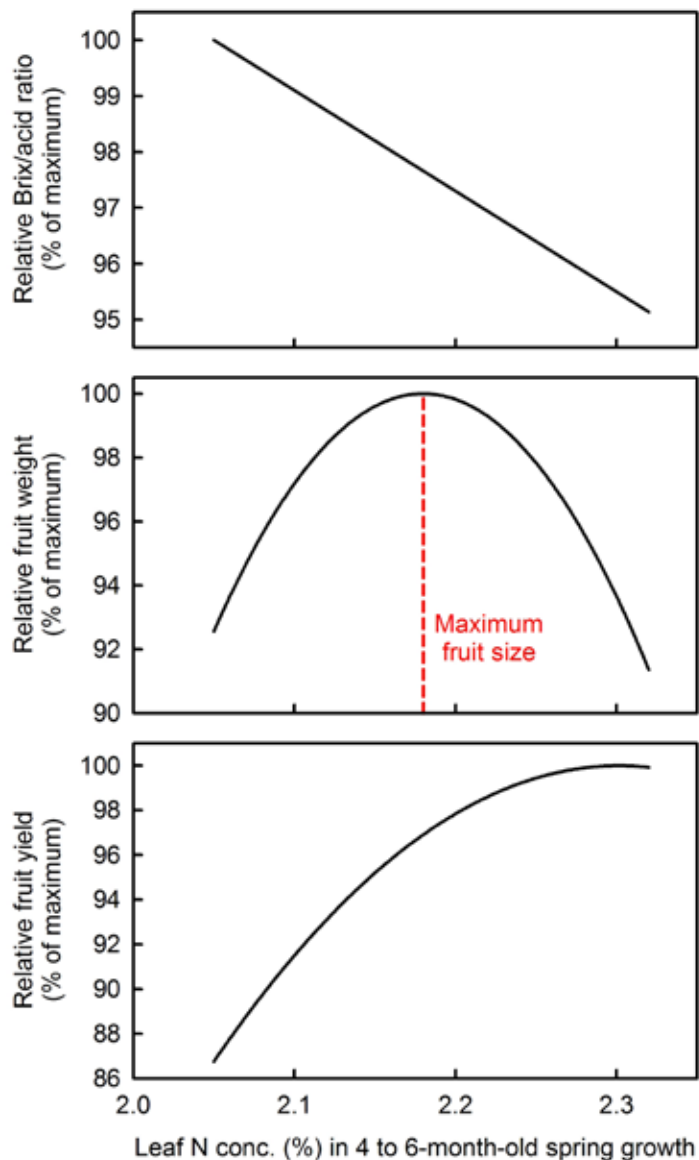 Relative Brix/acid ratio
(% of maximum)
100
99
98
97
96
95
Relative fruit weight
(% of maximum)
100
98
96
94
92
90
Maximum
fruit size
Relative fruit yield
(% of maximum)
100
98
96
94
92
90
88
86
2.0 2.1 2.2 2.3
Leaf N conc. (%) in 4 to 6-month-old spring growth